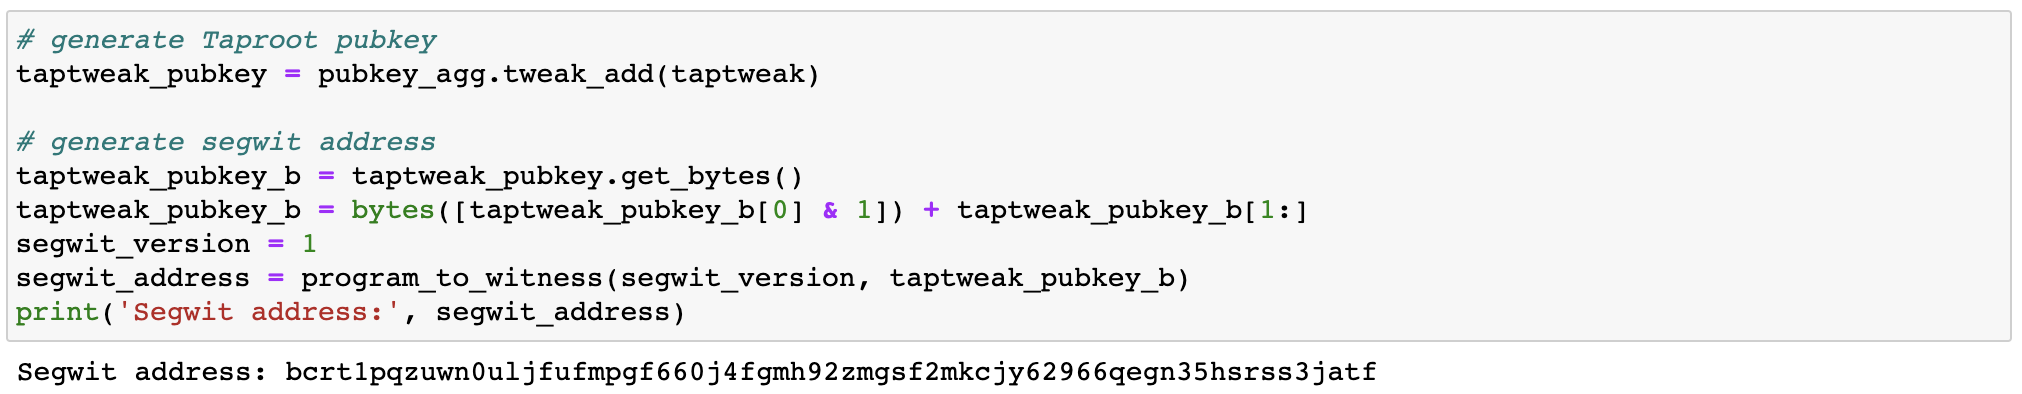 # generate Taproot pubkey
taptweak_pubkey = pubkey_agg.tweak_add(taptweak)
# generate segwit address
taptweak_pubkey_b = taptweak_pubkey.get_bytes()
taptweak_pubkey_b = bytes([taptweak_pubkey_b[0] & 1]) + taptweak_pubkey_b[1:]
segwit_version = 1
segwit_address = program_to_witness(segwit_version, taptweak_pubkey_b)
print('Segwit address:', segwit_address)
Segwit address: bcrt1pqzuwn0uljfufmpgf660j4fgmh92zmgsf2mkcjy62966qegn35hsrss3jatf